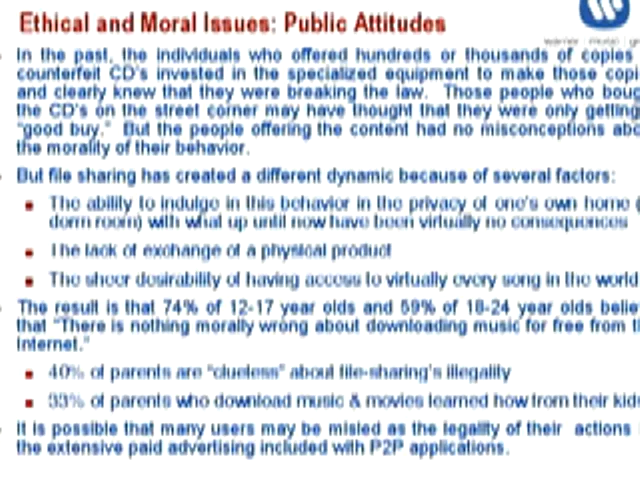 Ethical and Moral Issues: Public Attitudes
warner music
In the past, the individuals who offered hundreds or thousands of copies
counterfeit CD's invested in the specialized equipment to make those copi
and clearly knew that they were breaking the law. Those people who boug
the CD's on the street corner may have thought that they were only getting
"good buy." But the people offering the content had no misconceptions abo
the morality of their behavior.
But file sharing has created a different dynamic because of several factors:
The ability to indulge in this behavior in the privacy of one's own home (
dorm room) with what up until now have been virtually no consequences
The lack of exchange of a physical product
The sheer desirability of having access to virtually every song in the world
The result is that 74% of 12-17 year olds and 59% of 18-24 year olds belie
that "There is nothing morally wrong about downloading music for free from t
Internet."
40% of parents are "clueless" about file-sharing's illegality
33% of parents who download music & movies learned how from their kids
It is possible that many users may be misled as the legality of their actions
the extensive paid advertising included with P2P applications.